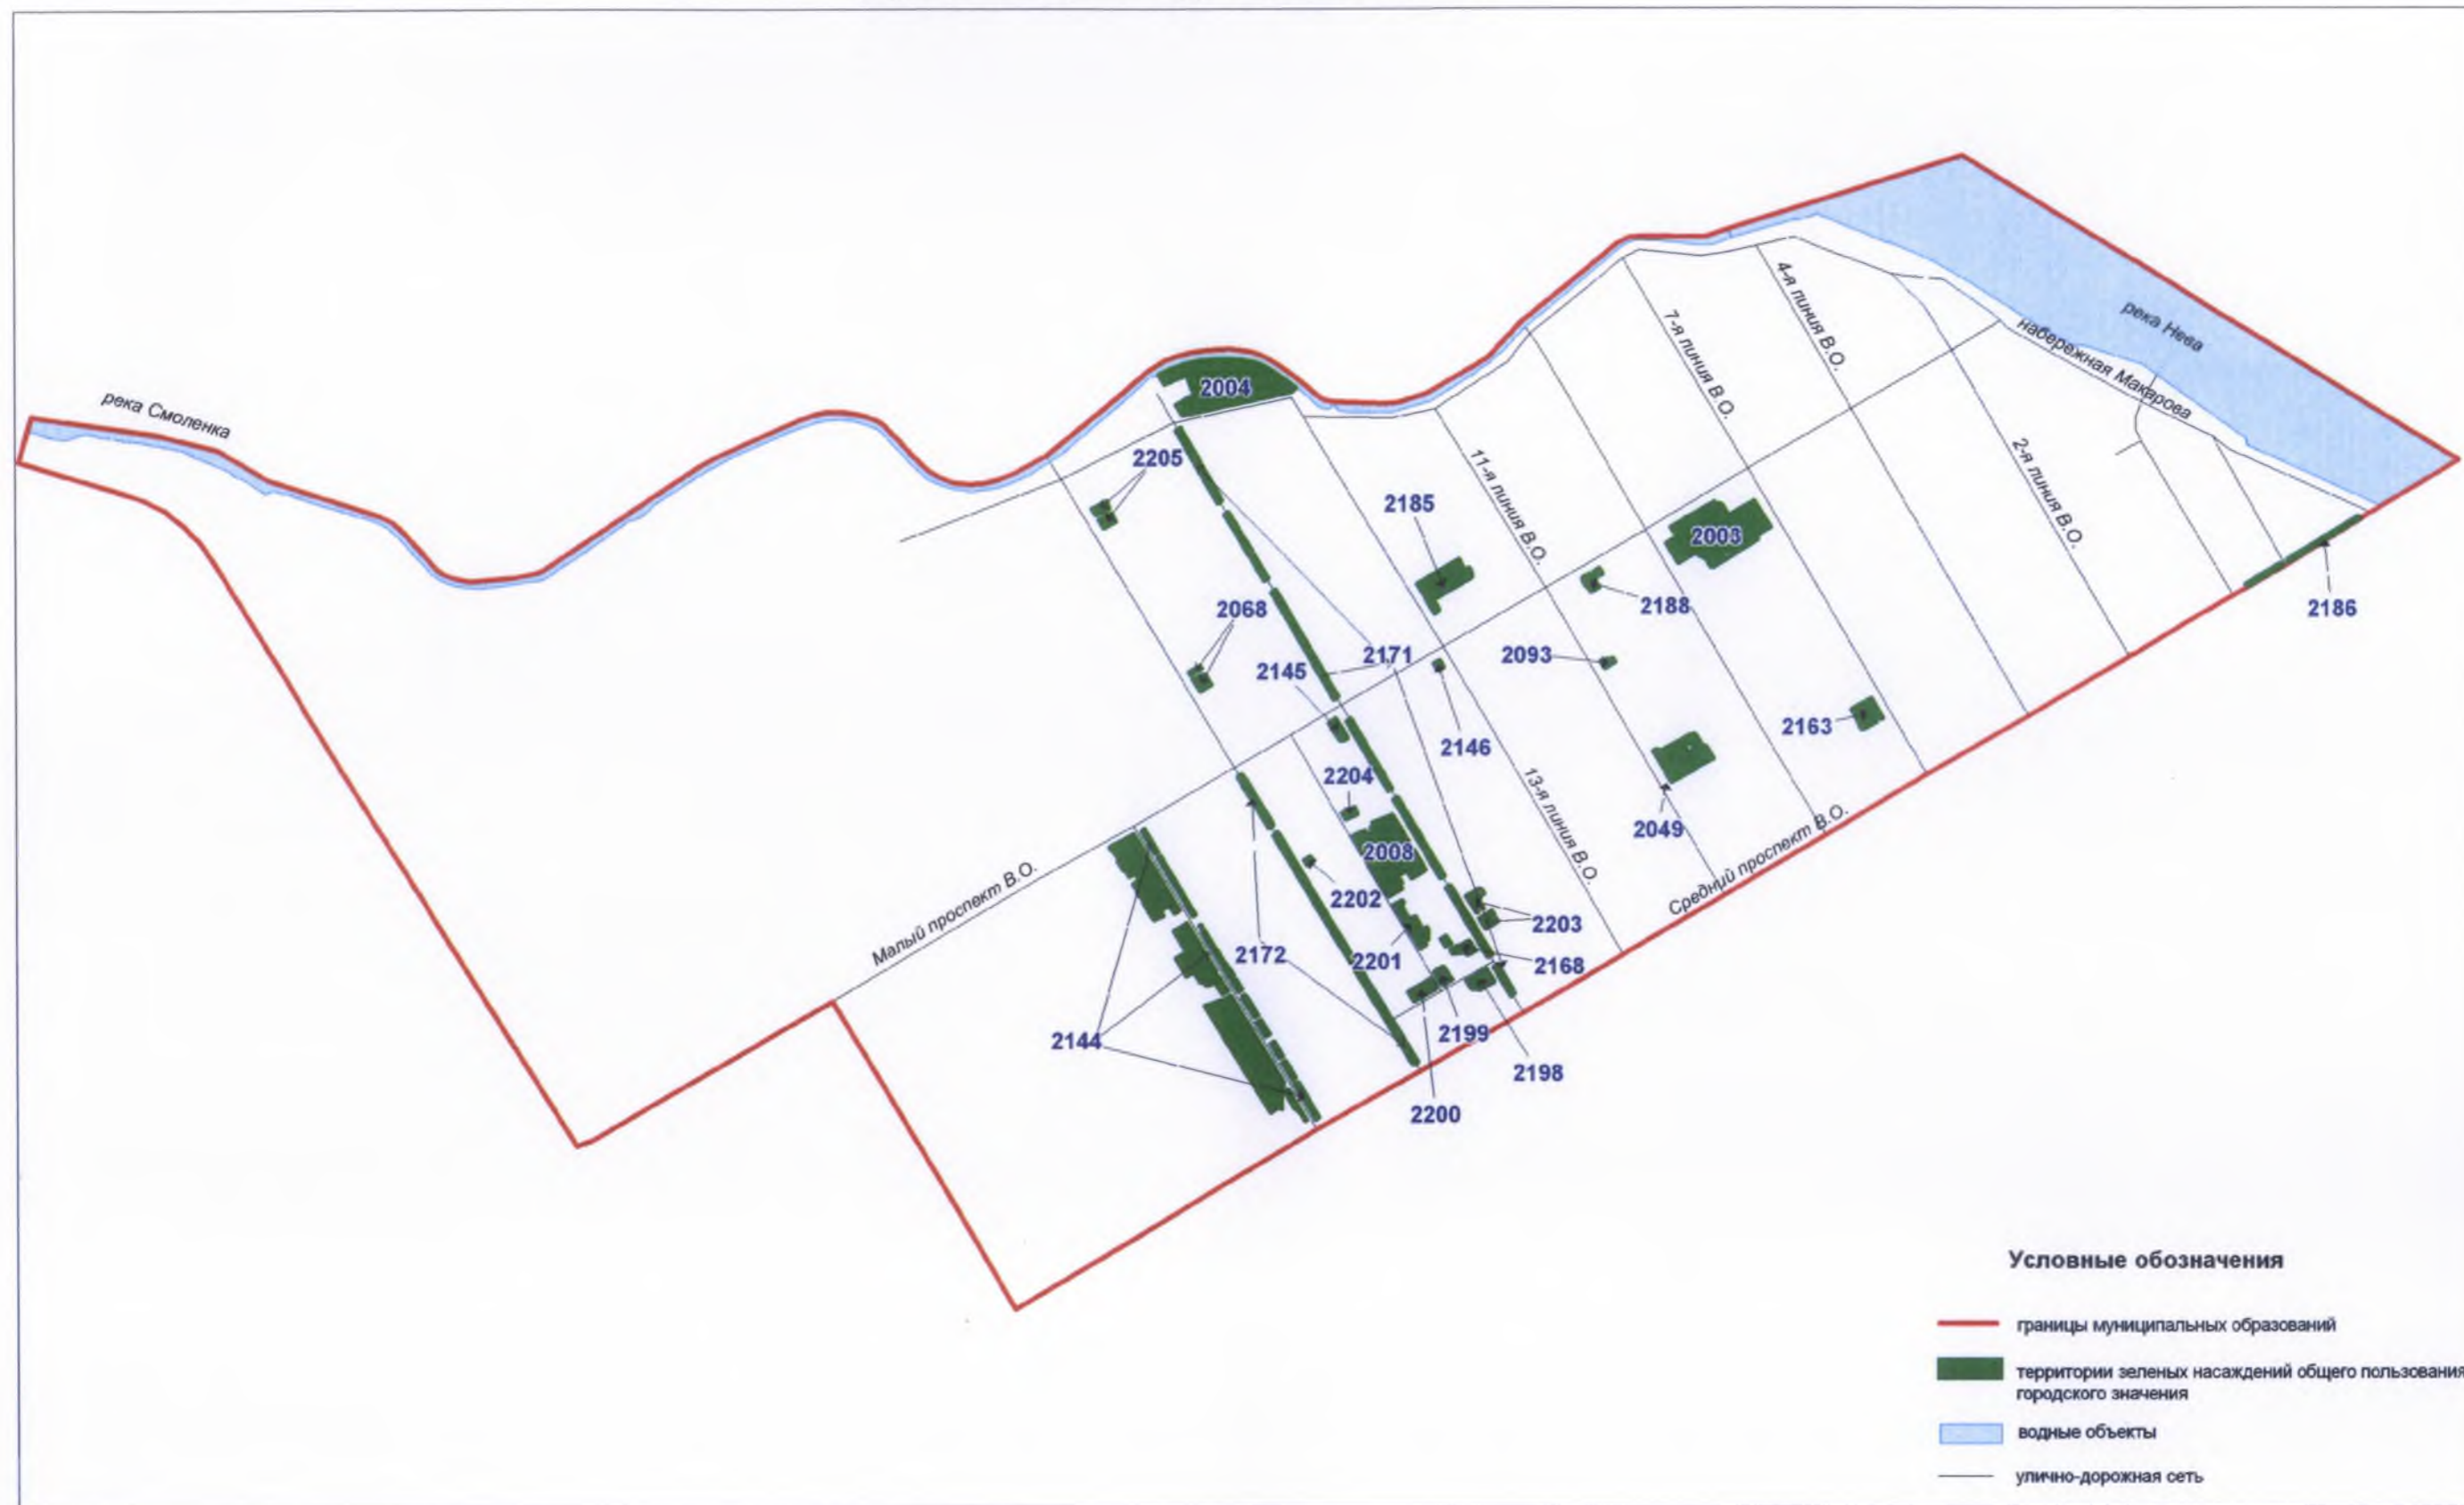 река Смоленка
река Нева
набережная Макарова
4-я линия В.О.
7-я линия В.О.
2-я линия В.О.
11-я линия В.О.
13-я линия В.О.
Малый проспект В.О.
Средний проспект В.О.
2004
2205
2185
2003
2188
2186
2068
2171
2093
2145
2146
2163
2204
2049
2008
2202
2203
2172
2201
2168
2144
2199
2198
2200
Условные обозначения
границы муниципальных образований
территории зеленых насаждений общего пользования
городского значения
водные объекты
улично-дорожная сеть